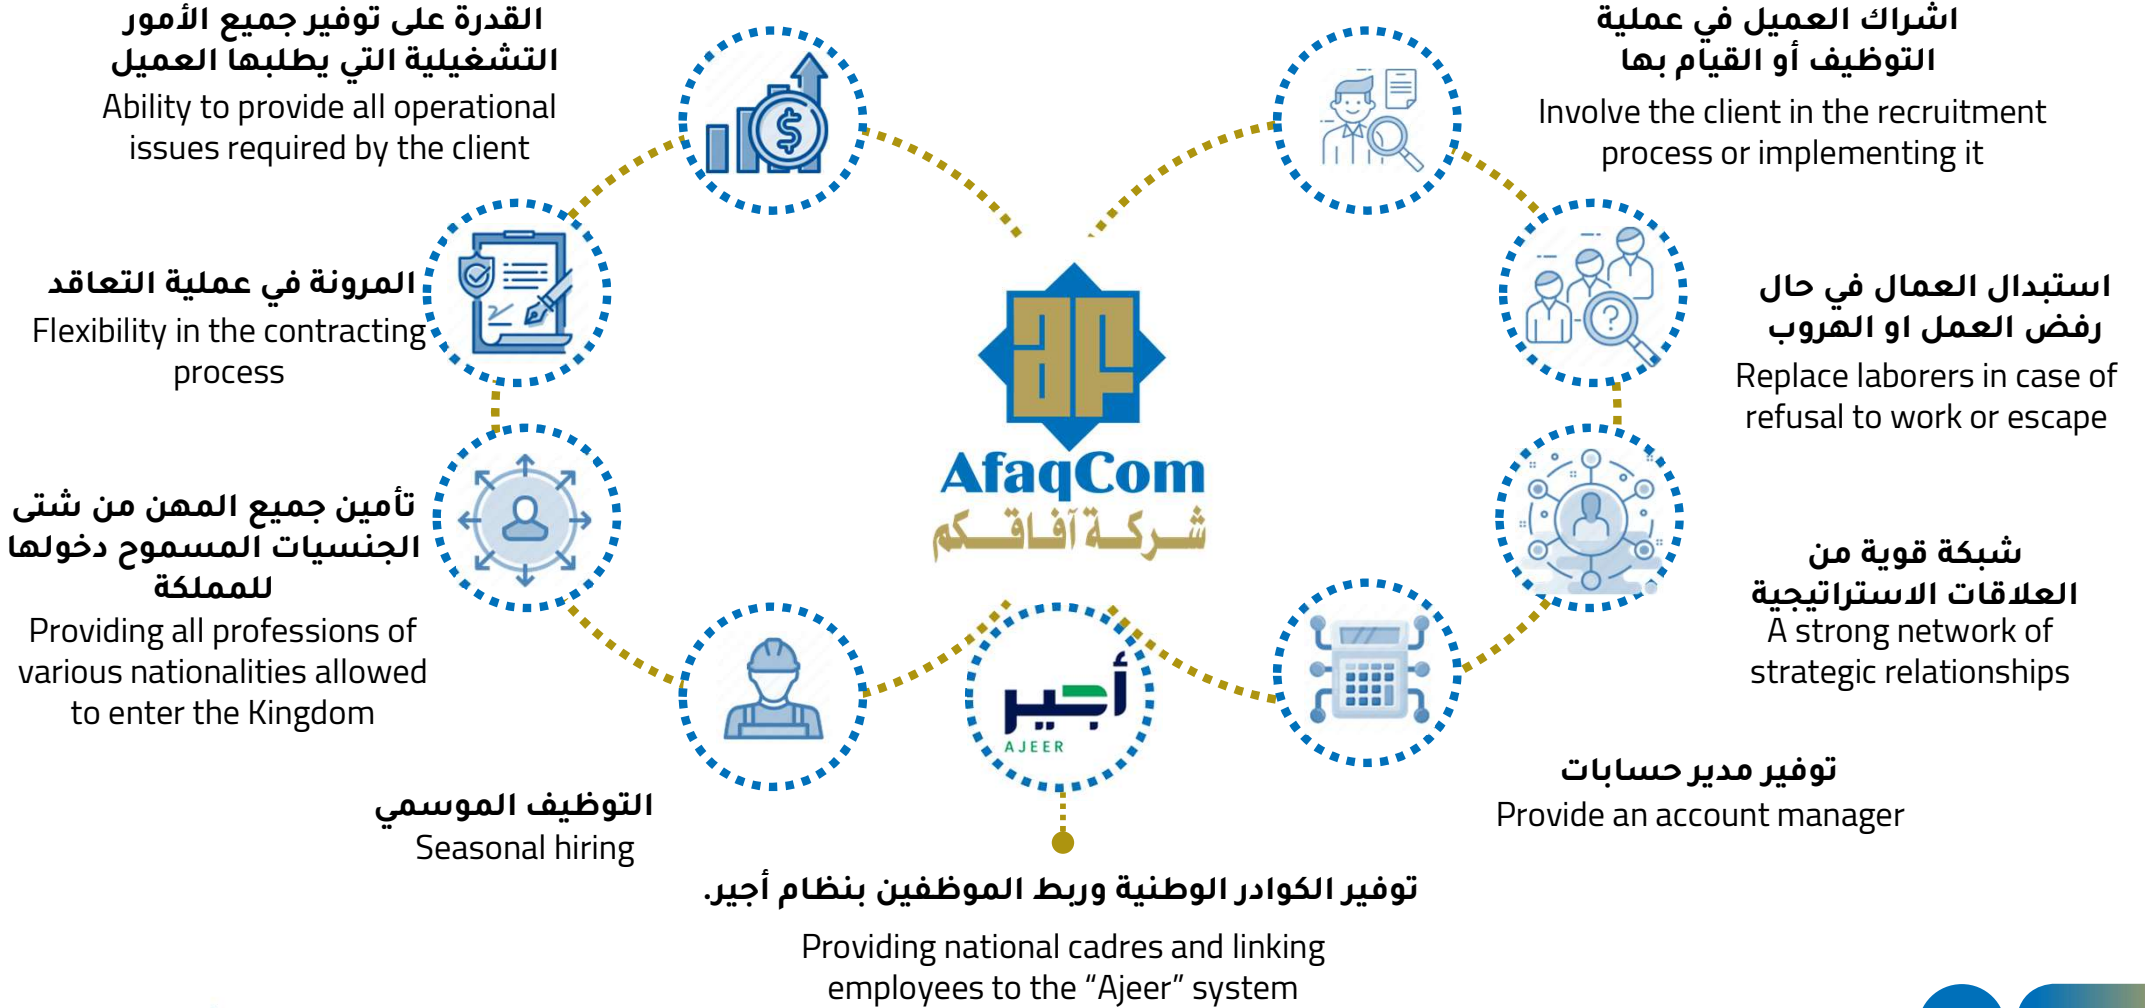 القدرة على توفير جميع الأمور
التشغيلية التي يطلبها العميل
Ability to provide all operational
issues required by the client
اشراك العميل في عملية
التوظيف أو القيام بها
Involve the client in the recruitment
process or implementing it
المرونة في عملية التعاقد
Flexibility in the contracting
process
استبدال العمال في حال
رفض العمل او الهروب
Replace laborers in case of
refusal to work or escape
AF
AfaqCom
شركة آفاقكم
تأمين جميع المهن من شتى
الجنسيات المسموح دخولها
للمملكة
Providing all professions of
various nationalities allowed
to enter the Kingdom
شبكة قوية من
العلاقات الاستراتيجية
A strong network of
strategic relationships
التوظيف الموسمي
Seasonal hiring
أجير
AJEER
توفير مدير حسابات
Provide an account manager
توفير الكوادر الوطنية وربط الموظفين بنظام أجير.
Providing national cadres and linking
employees to the “Ajeer” system